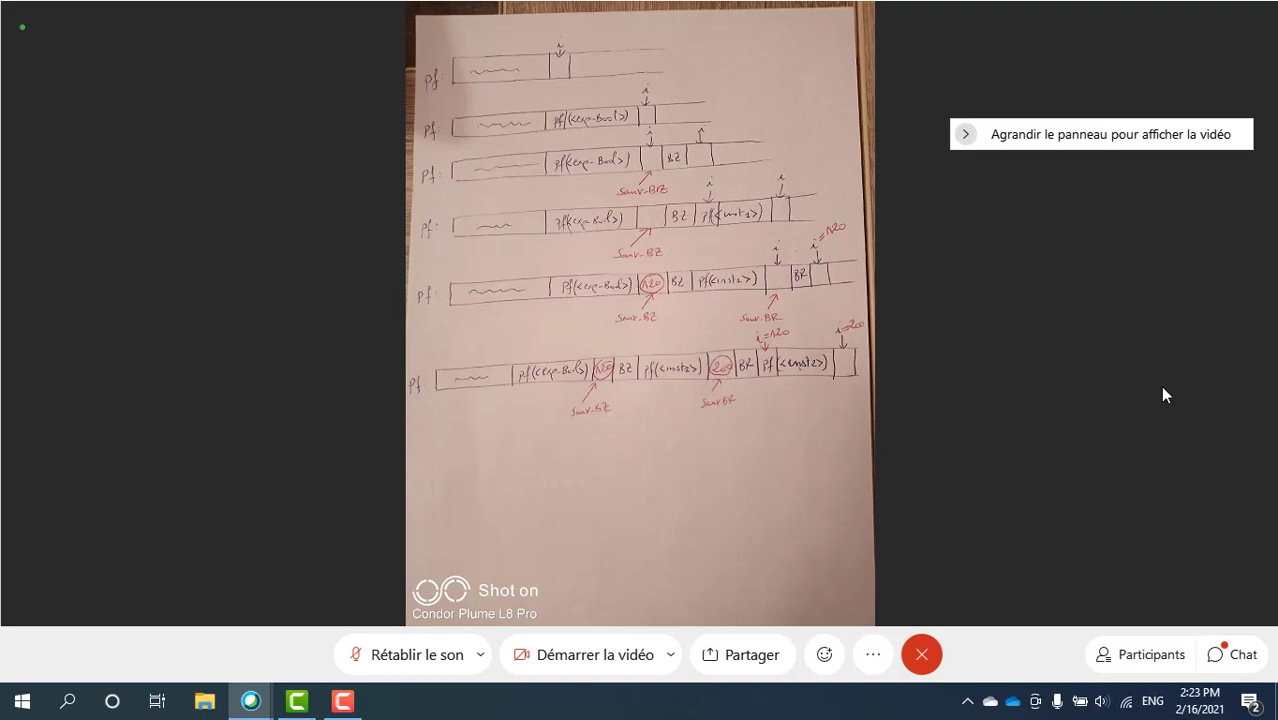 i
Pf:
Agrandir le panneau pour afficher la vidéo
i
Pf: Pf(<exp-Bool>)
i i
Pf: Pf(<exp-Bool>) BZ
Sauv-BZ
i i
Pf: Pf(<exp-Bool>) BZ Pf(<inst1>)
Sauv-BZ
i i=120
Pf: Pf(<exp-Bool>) 120 BZ Pf(<inst1>) BR
Sauv-BZ Sauv-BR
i=120 i=200
Pf: Pf(<exp-Bool>) 120 BZ Pf(<inst1>) 200 BR Pf(<inst2>)
Sauv-BZ Sauv BR
Shot on
Condor Plume L8 Pro
Rétablir le son Démarrer la vidéo Partager ... Participants Chat
ENG 2:23 PM
2/16/2021 2